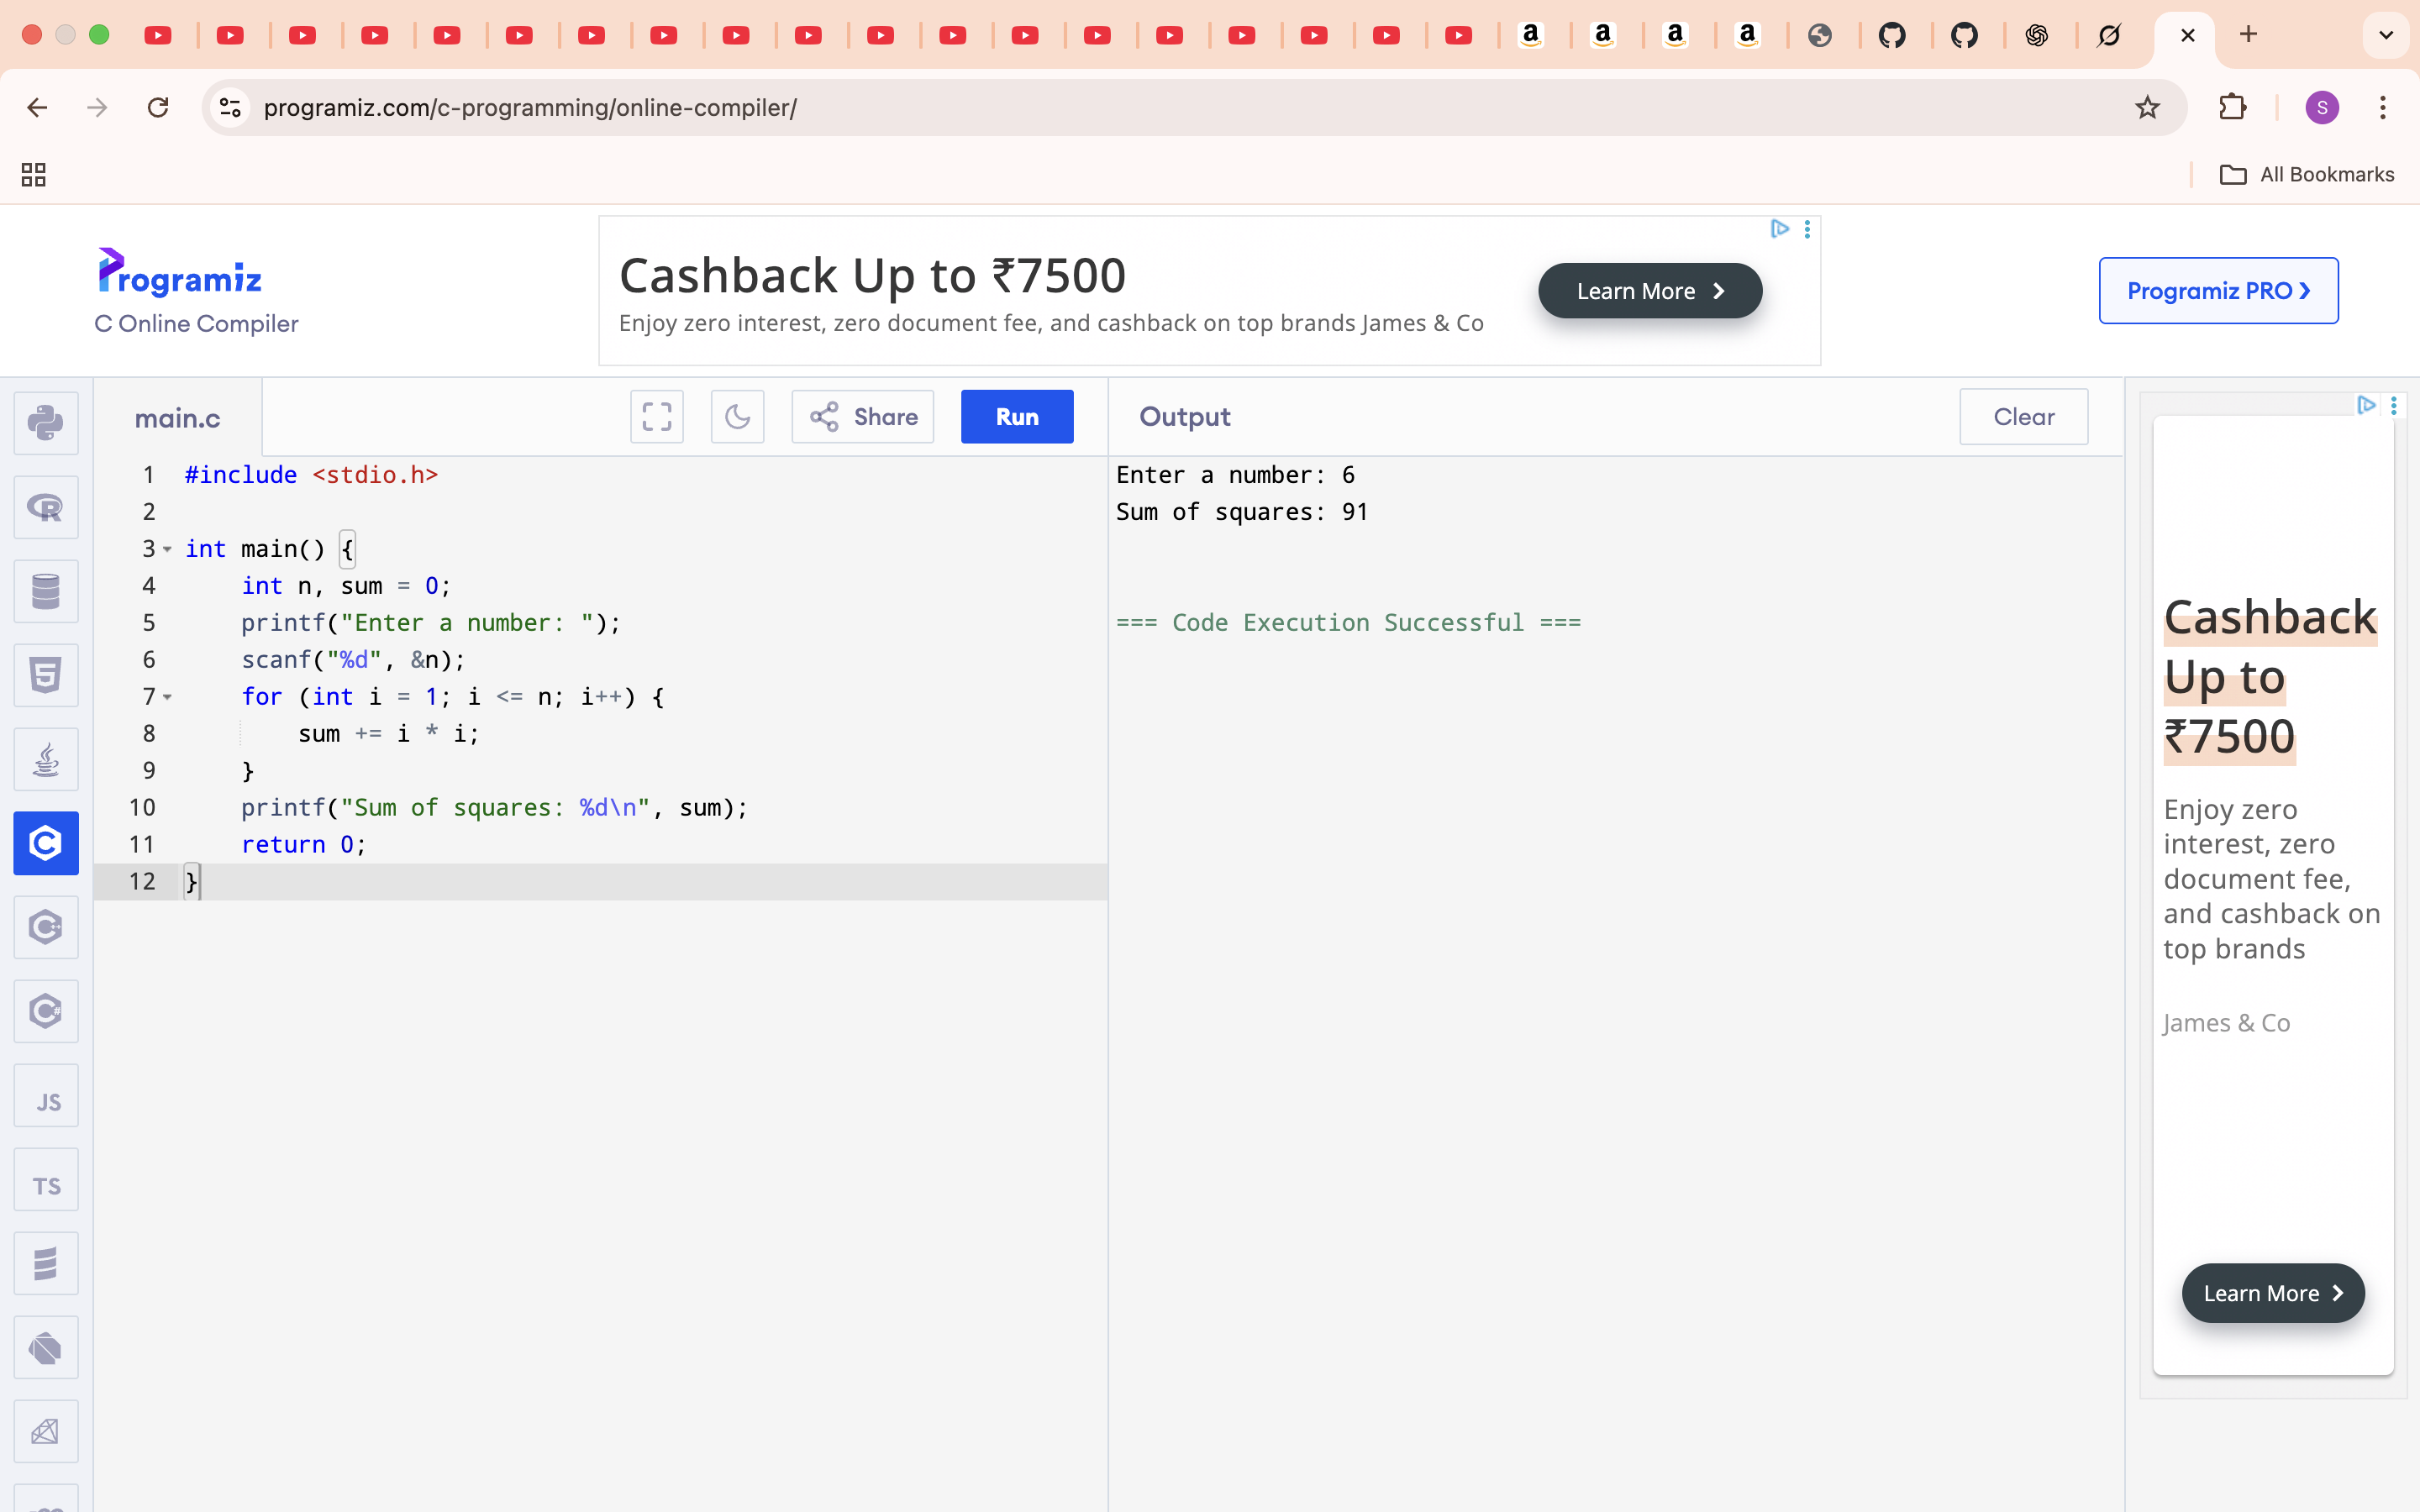 programiz.com/c-programming/online-compiler/
S
All Bookmarks
Programiz
C Online Compiler
Cashback Up to ₹7500
Enjoy zero interest, zero document fee, and cashback on top brands James & Co
Learn More
Programiz PRO
main.c
Share
Run
Output
Clear
1 #include <stdio.h>
2
3 int main() {
4     int n, sum = 0;
5     printf("Enter a number: ");
6     scanf("%d", &n);
7     for (int i = 1; i <= n; i++) {
8         sum += i * i;
9     }
10     printf("Sum of squares: %d\n", sum);
11     return 0;
12 }
Enter a number: 6
Sum of squares: 91
=== Code Execution Successful ===
JS
TS
Cashback
Up to
₹7500
Enjoy zero
interest, zero
document fee,
and cashback on
top brands
James & Co
Learn More